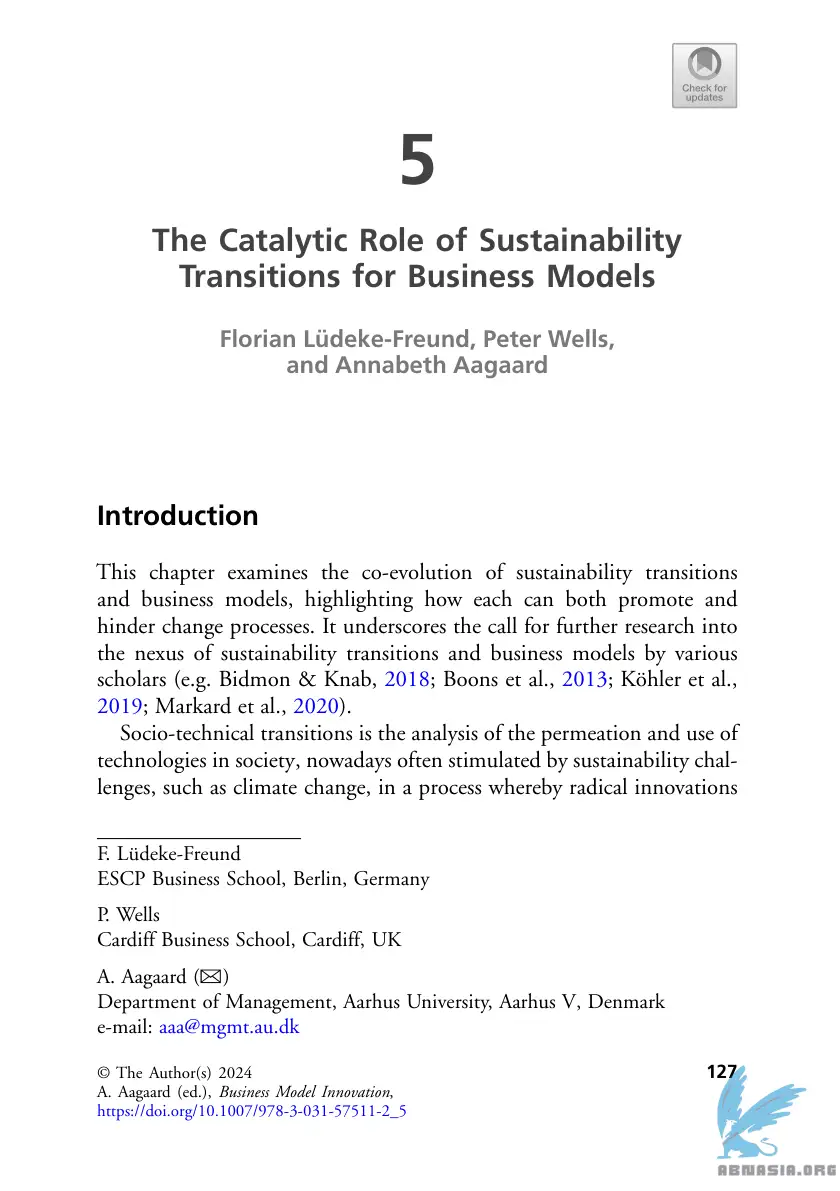 Check for
updates
5
The Catalytic Role of Sustainability
Transitions for Business Models
Florian Lüdeke-Freund, Peter Wells,
and Annabeth Aagaard
Introduction
This chapter examines the co-evolution of sustainability transitions
and business models, highlighting how each can both promote and
hinder change processes. It underscores the call for further research into
the nexus of sustainability transitions and business models by various
scholars (e.g. Bidmon & Knab, 2018; Boons et al., 2013; Köhler et al.,
2019; Markard et al., 2020).
Socio-technical transitions is the analysis of the permeation and use of
technologies in society, nowadays often stimulated by sustainability chal-
lenges, such as climate change, in a process whereby radical innovations
F. Lüdeke-Freund
ESCP Business School, Berlin, Germany
P. Wells
Cardiff Business School, Cardiff, UK
A. Aagaard (✉)
Department of Management, Aarhus University, Aarhus V, Denmark
e-mail: aaa@mgmt.au.dk
© The Author(s) 2024
127
A. Aagaard (ed.), Business Model Innovation,
https://doi.org/10.1007/978-3-031-57511-2_5
ABNASIA.ORG